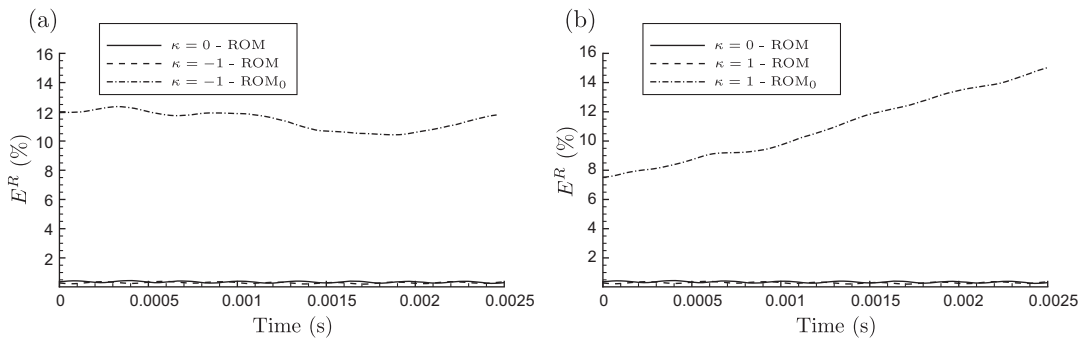 (a)
κ = 0 - ROM
κ = −1 - ROM
κ = −1 - ROM₀
16
14
12
10
8
6
4
2
E^R (%)
0 0.0005 0.001 0.0015 0.002 0.0025
Time (s)
(b)
κ = 0 - ROM
κ = 1 - ROM
κ = 1 - ROM₀
16
14
12
10
8
6
4
2
E^R (%)
0 0.0005 0.001 0.0015 0.002 0.0025
Time (s)